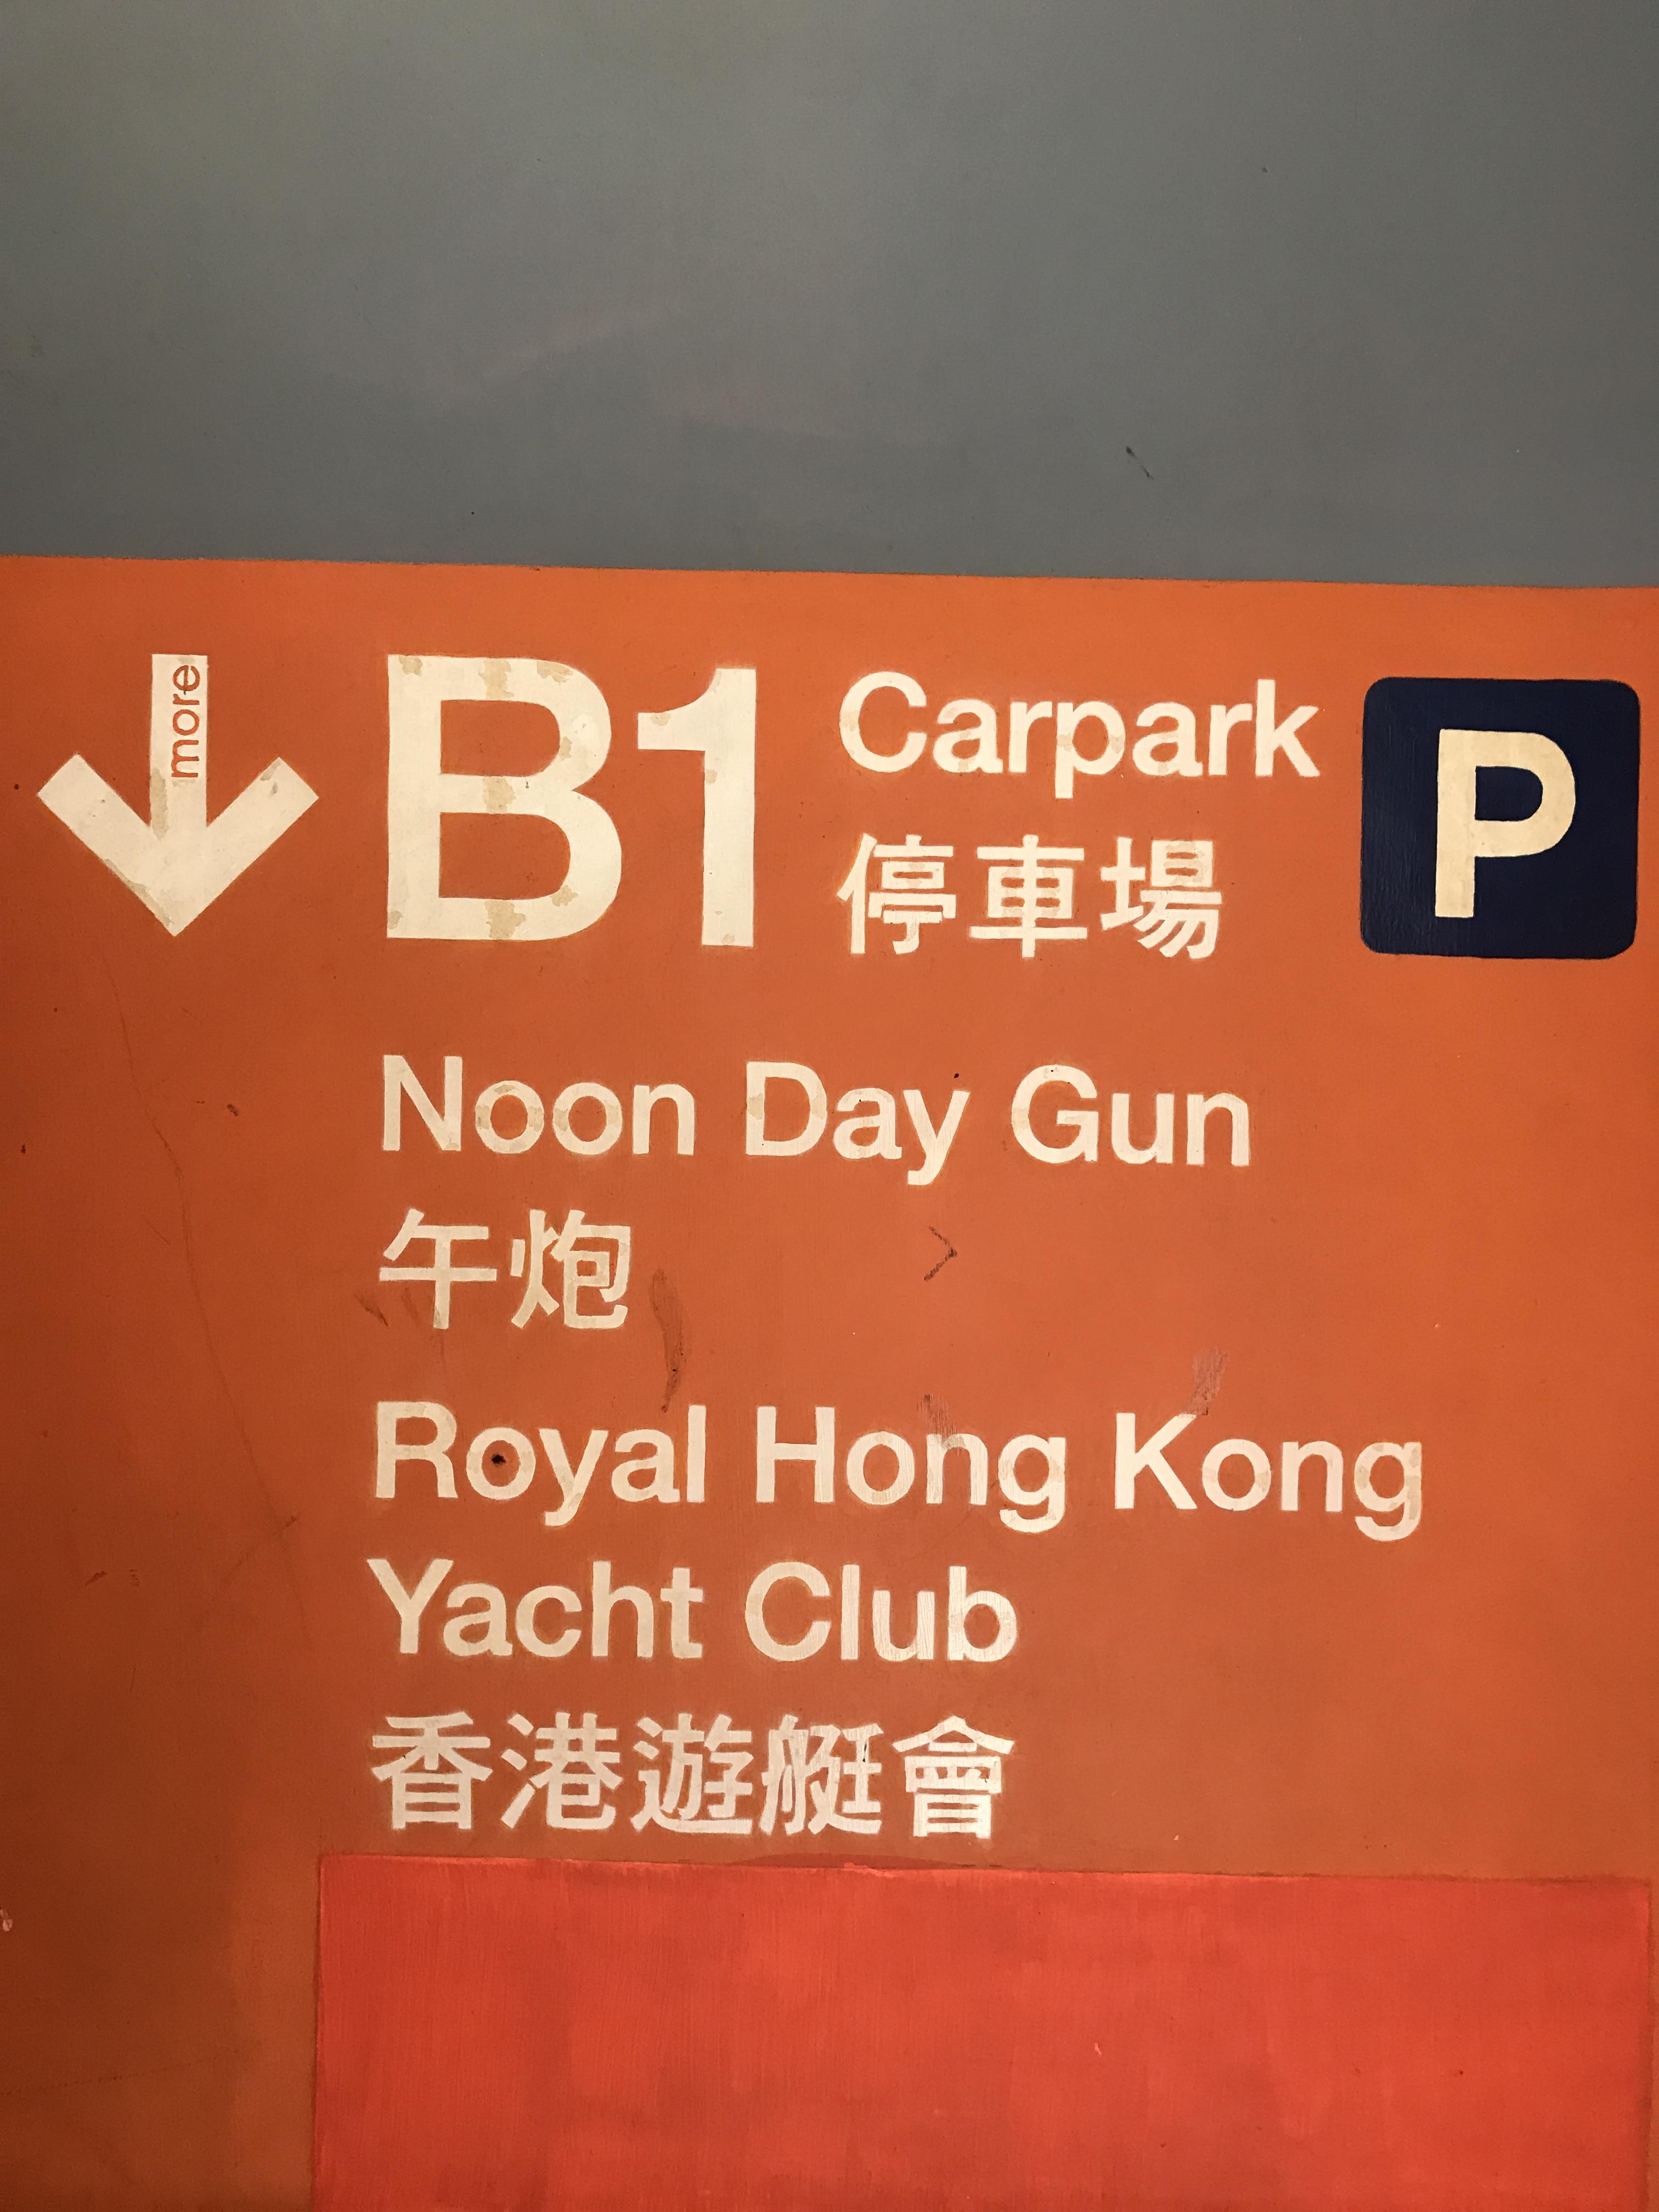 more
B1
Carpark
停車場
P
Noon Day Gun
午炮
Royal Hong Kong
Yacht Club
香港遊艇會